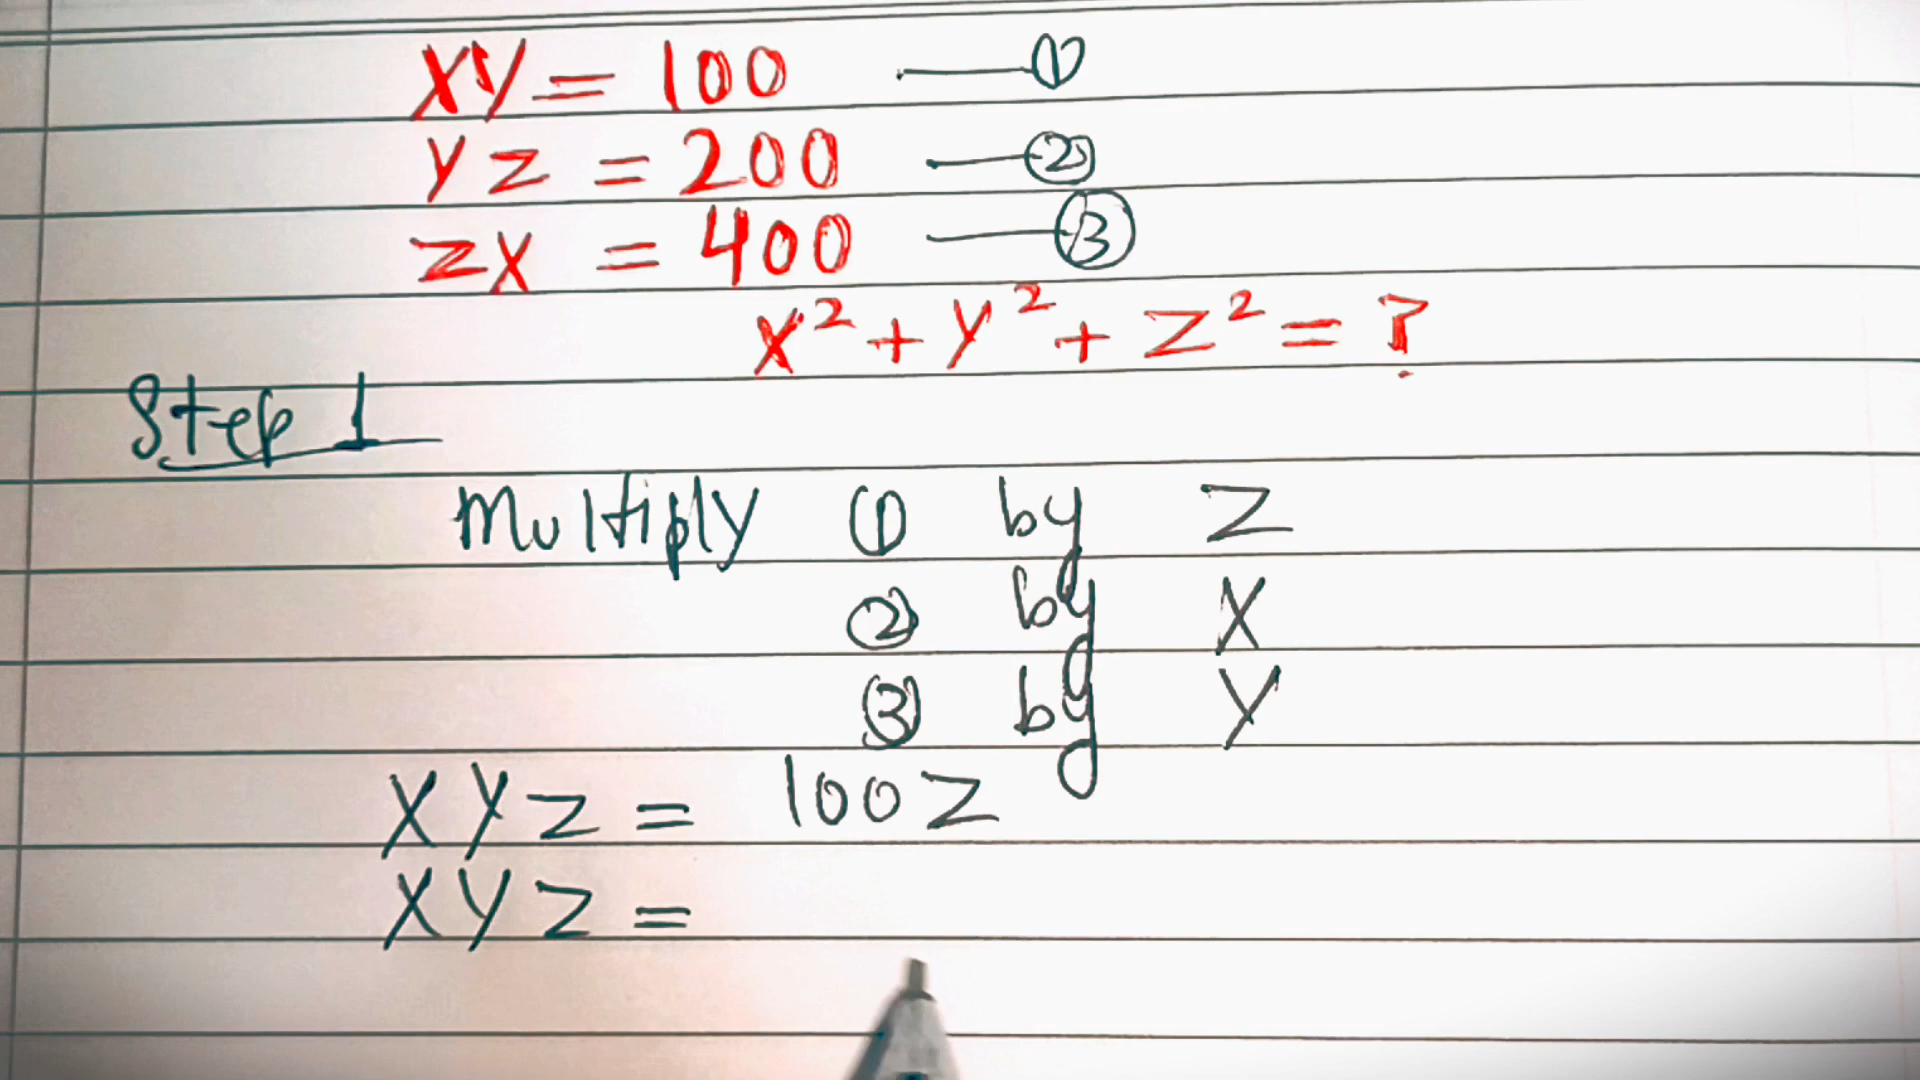 XY = 100 ——①
YZ = 200 ——②
ZX = 400 ——③
X² + Y² + Z² = ?
Step 1
Multiply ① by Z
② by X
③ by Y
XYZ = 100Z
XYZ =